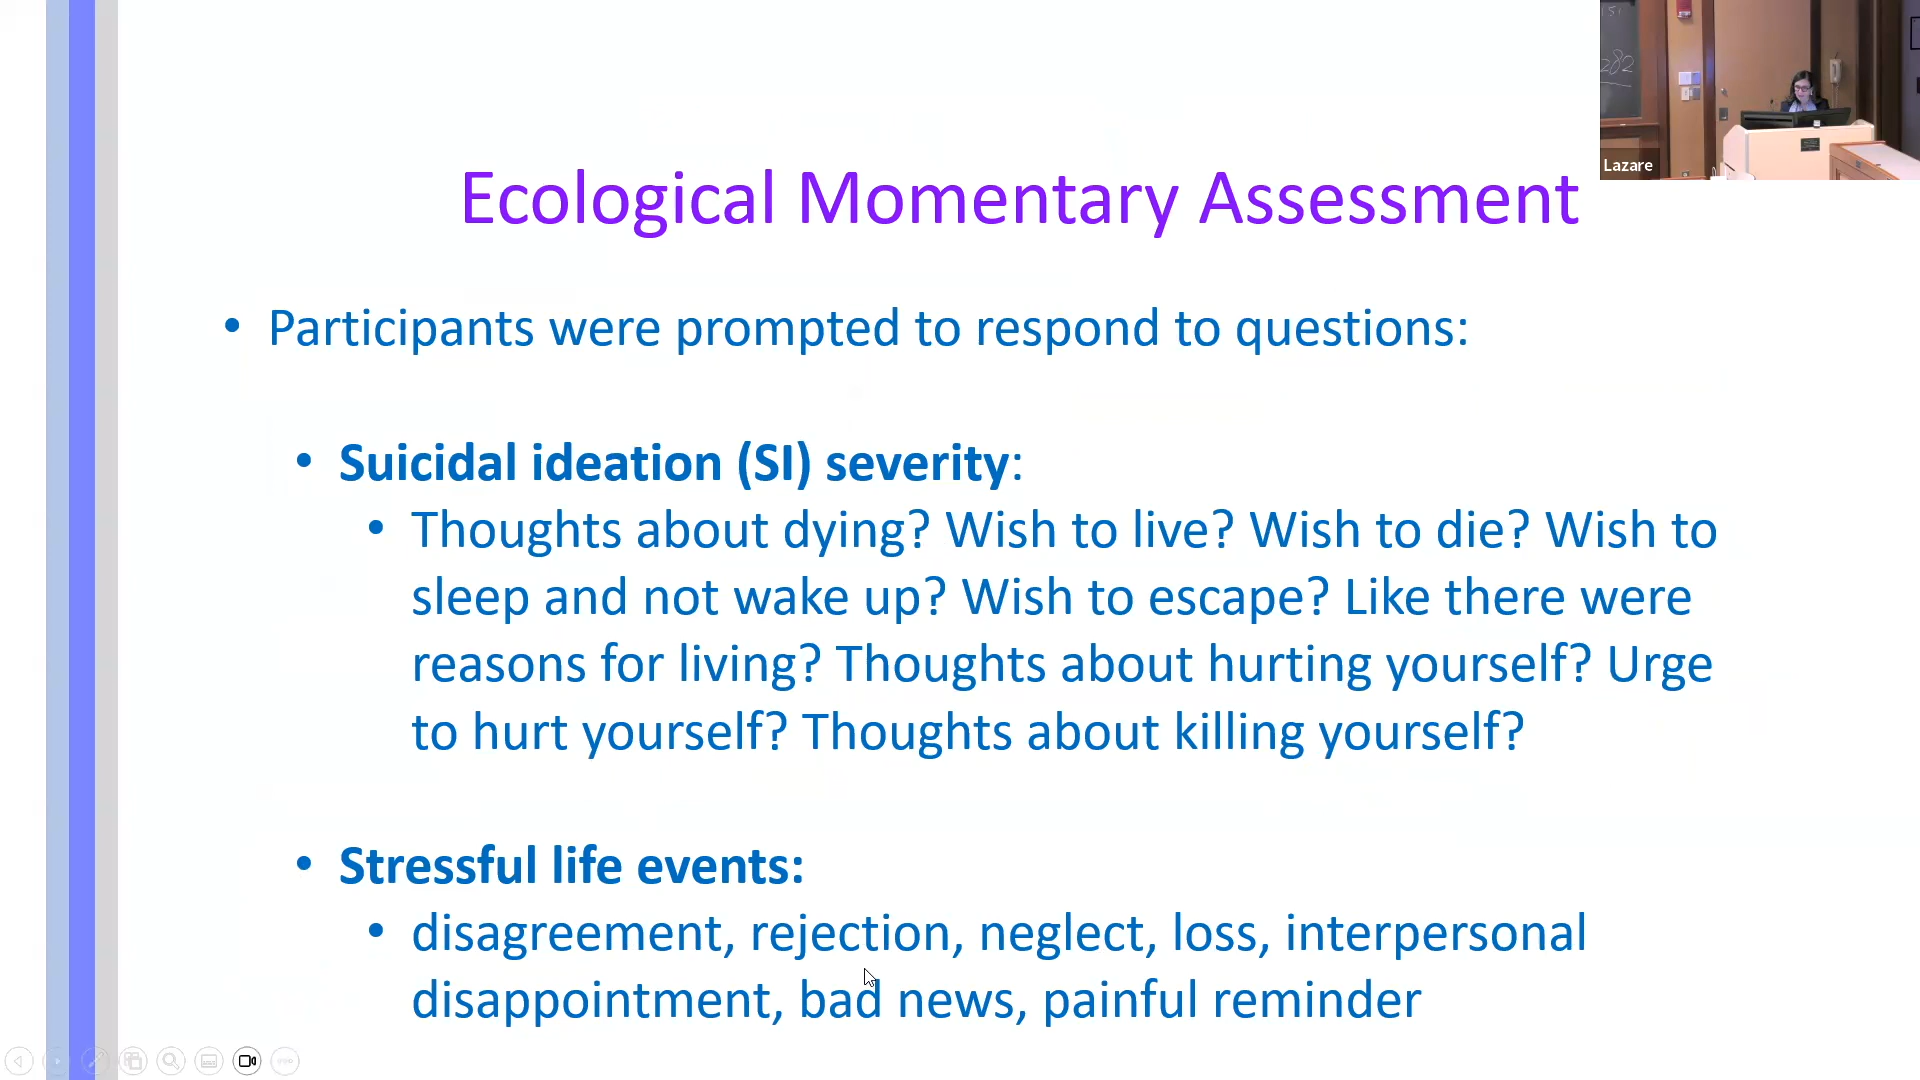 Ecological Momentary Assessment
• Participants were prompted to respond to questions:
• Suicidal ideation (SI) severity:
• Thoughts about dying? Wish to live? Wish to die? Wish to
sleep and not wake up? Wish to escape? Like there were
reasons for living? Thoughts about hurting yourself? Urge
to hurt yourself? Thoughts about killing yourself?
• Stressful life events:
• disagreement, rejection, neglect, loss, interpersonal
disappointment, bad news, painful reminder
Lazare